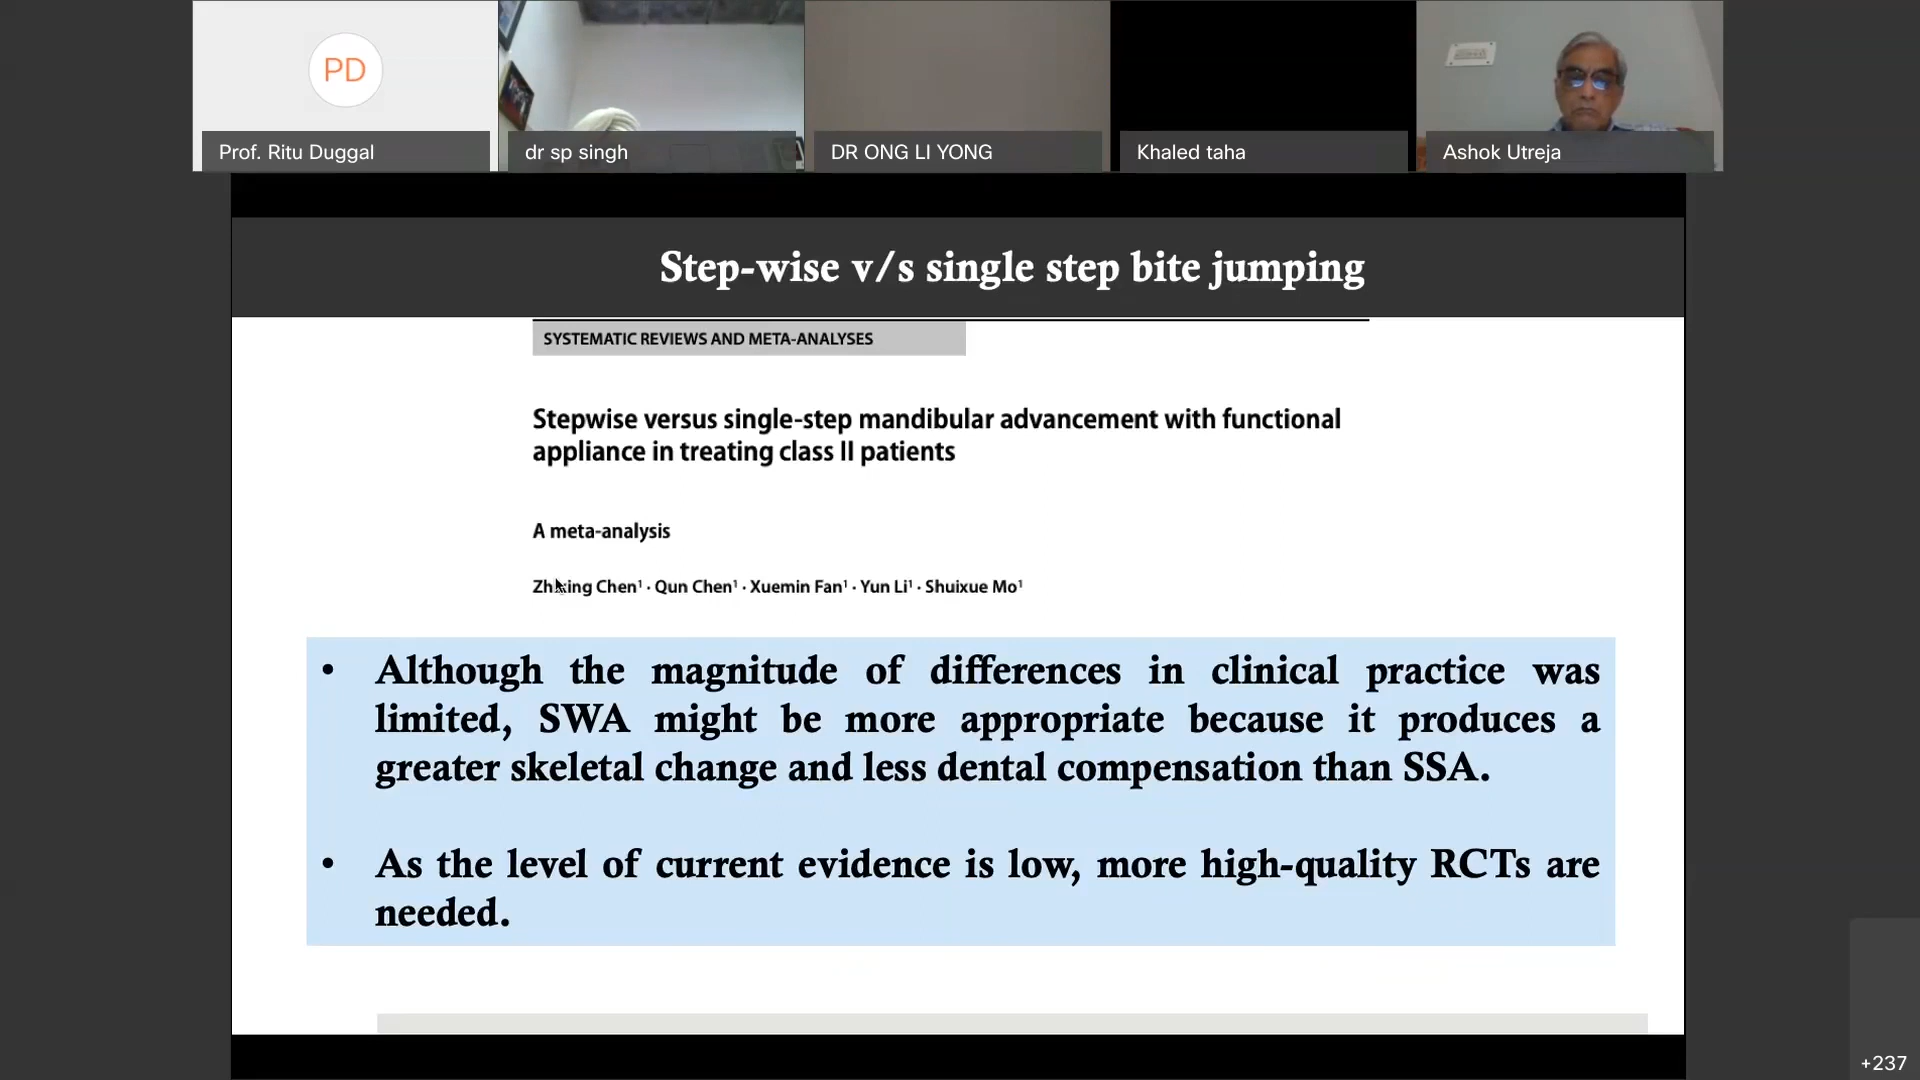 PD
Prof. Ritu Duggal
dr sp singh
DR ONG LI YONG
Khaled taha
Ashok Utreja
Step-wise v/s single step bite jumping
SYSTEMATIC REVIEWS AND META-ANALYSES
Stepwise versus single-step mandibular advancement with functional
appliance in treating class II patients
A meta-analysis
Chen¹ · Qun Chen¹ · Xuemin Fan¹ · Yun Li¹ · Shuixue Mo¹
• Although the magnitude of differences in clinical practice was
limited, SWA might be more appropriate because it produces a
greater skeletal change and less dental compensation than SSA.
• As the level of current evidence is low, more high-quality RCTs are
needed.
+237